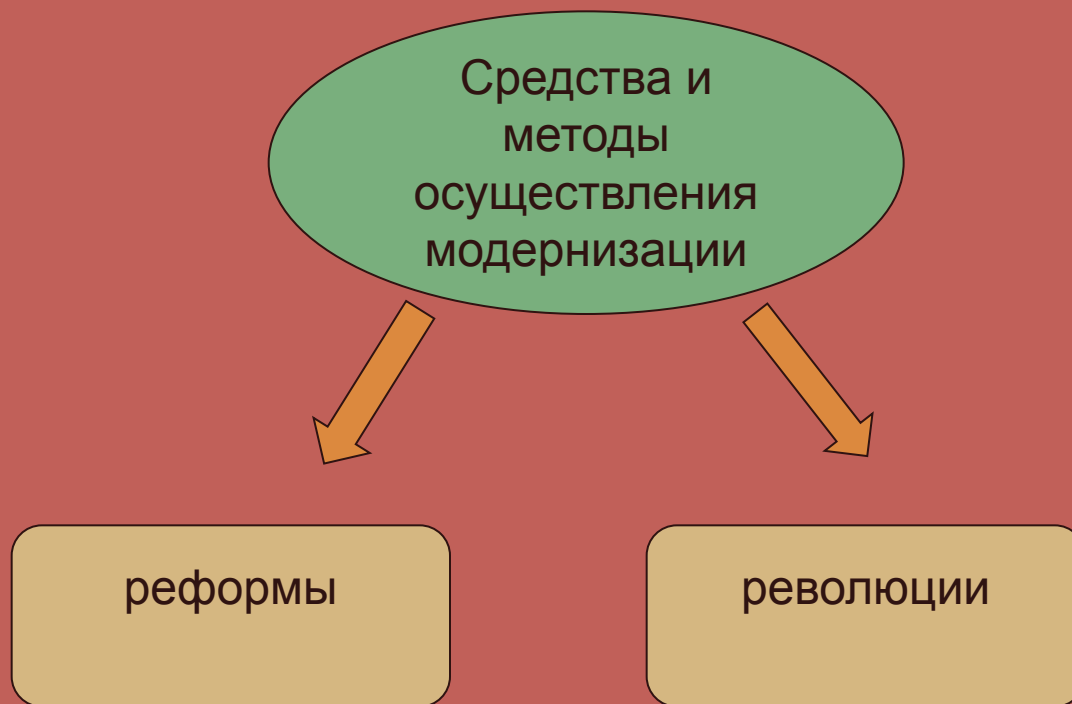 Средства и
методы
осуществления
модернизации
реформы
революции